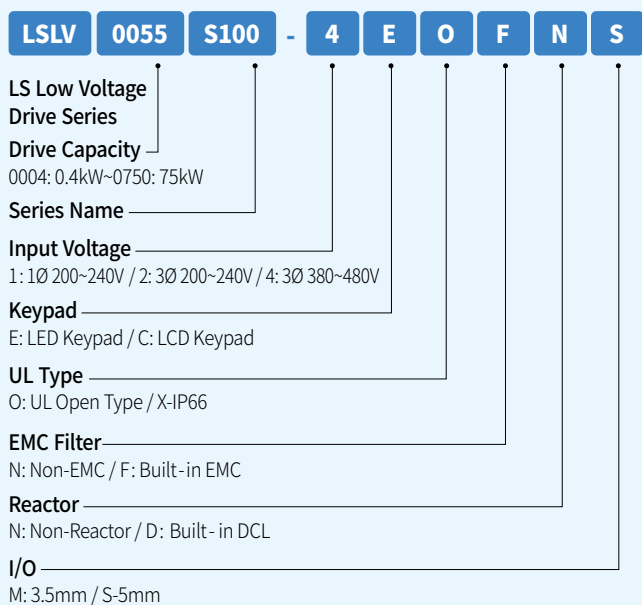 LSLV 0055 S100 - 4 E O F N S
LS Low Voltage
Drive Series
Drive Capacity
0004: 0.4kW~0750: 75kW
Series Name
Input Voltage
1: 1Ø 200~240V / 2: 3Ø 200~240V / 4: 3Ø 380~480V
Keypad
E: LED Keypad / C: LCD Keypad
UL Type
O: UL Open Type / X-IP66
EMC Filter
N: Non-EMC / F: Built-in EMC
Reactor
N: Non-Reactor / D: Built-in DCL
I/O
M: 3.5mm / S-5mm